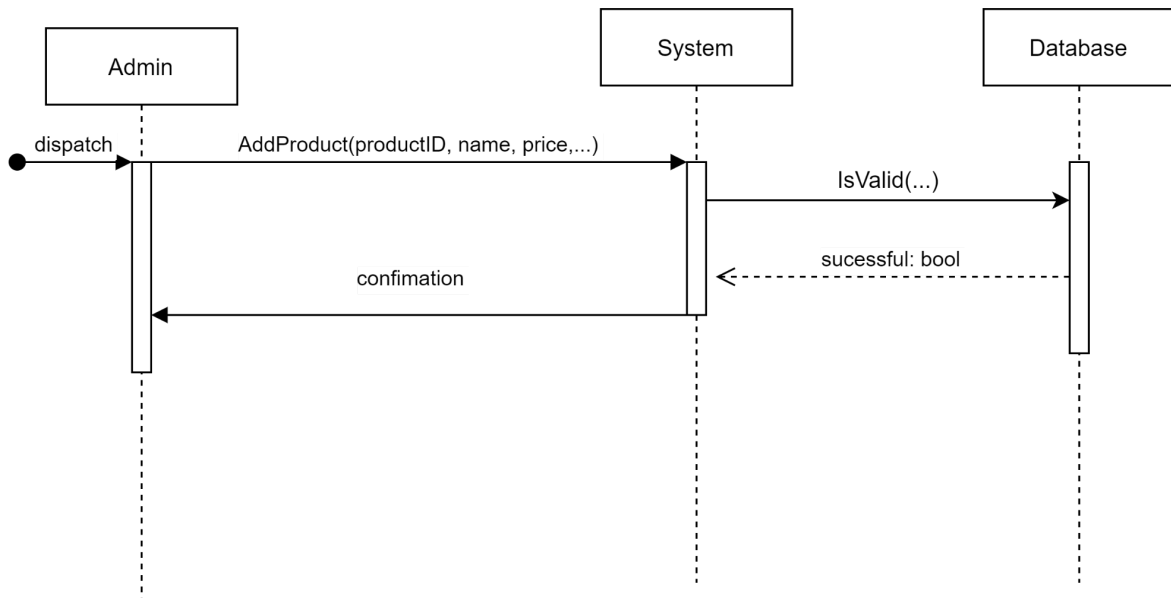 Admin
System
Database
dispatch
AddProduct(productID, name, price,...)
IsValid(...)
sucessful: bool
confimation